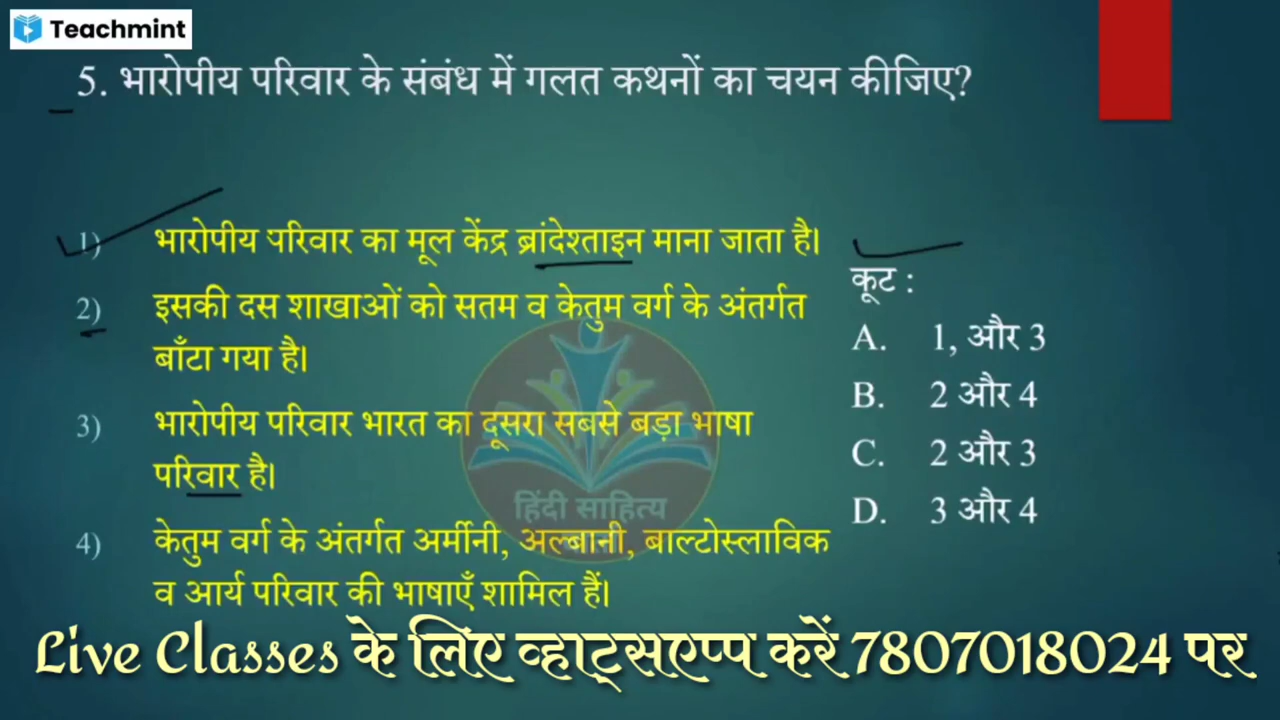 Teachmint
5. भारोपीय परिवार के संबंध में गलत कथनों का चयन कीजिए?
1) भारोपीय परिवार का मूल केंद्र ब्रांदेश्ताइन माना जाता है।
2) इसकी दस शाखाओं को सतम व केतुम वर्ग के अंतर्गत
बाँटा गया है।
3) भारोपीय परिवार भारत का दूसरा सबसे बड़ा भाषा
परिवार है।
4) केतुम वर्ग के अंतर्गत अर्मीनी, अल्बानी, बाल्टोस्लाविक
व आर्य परिवार की भाषाएँ शामिल हैं।
कूट :
A. 1, और 3
B. 2 और 4
C. 2 और 3
D. 3 और 4
हिंदी साहित्य
Live Classes के लिए व्हाट्सएप्प करें 7807018024 पर